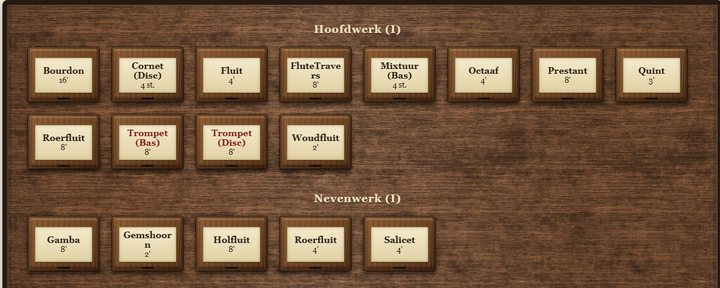 Hoofdwerk (I)
Bourdon
16'
Cornet
(Disc)
4 st.
Fluit
4'
FluteTrave
rs
8'
Mixtuur
(Bas)
4 st.
Octaaf
4'
Prestant
8'
Quint
3'
Roerfluit
8'
Trompet
(Bas)
8'
Trompet
(Disc)
8'
Woudfluit
2'
Nevenwerk (I)
Gamba
8'
Gemshoor
n
2'
Holfluit
8'
Roerfluit
4'
Salicet
4'